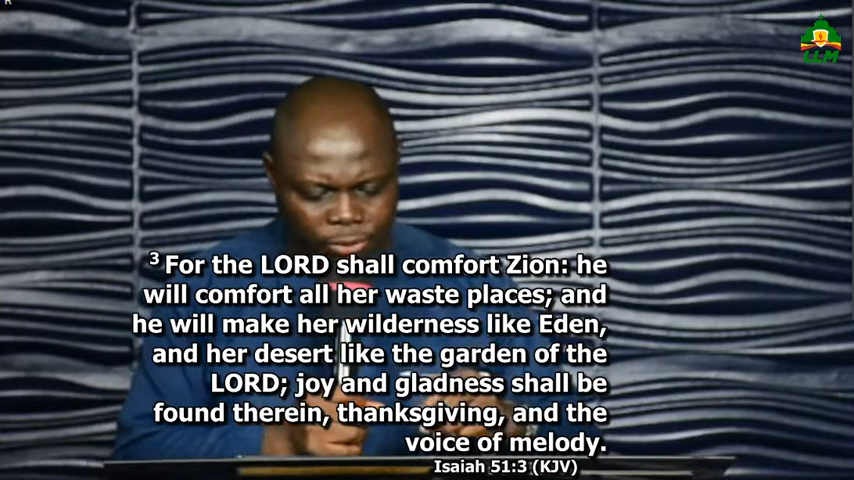 R
LLM
3 For the LORD shall comfort Zion: he
will comfort all her waste places; and
he will make her wilderness like Eden,
and her desert like the garden of the
LORD; joy and gladness shall be
found therein, thanksgiving, and the
voice of melody.
Isaiah 51:3 (KJV)